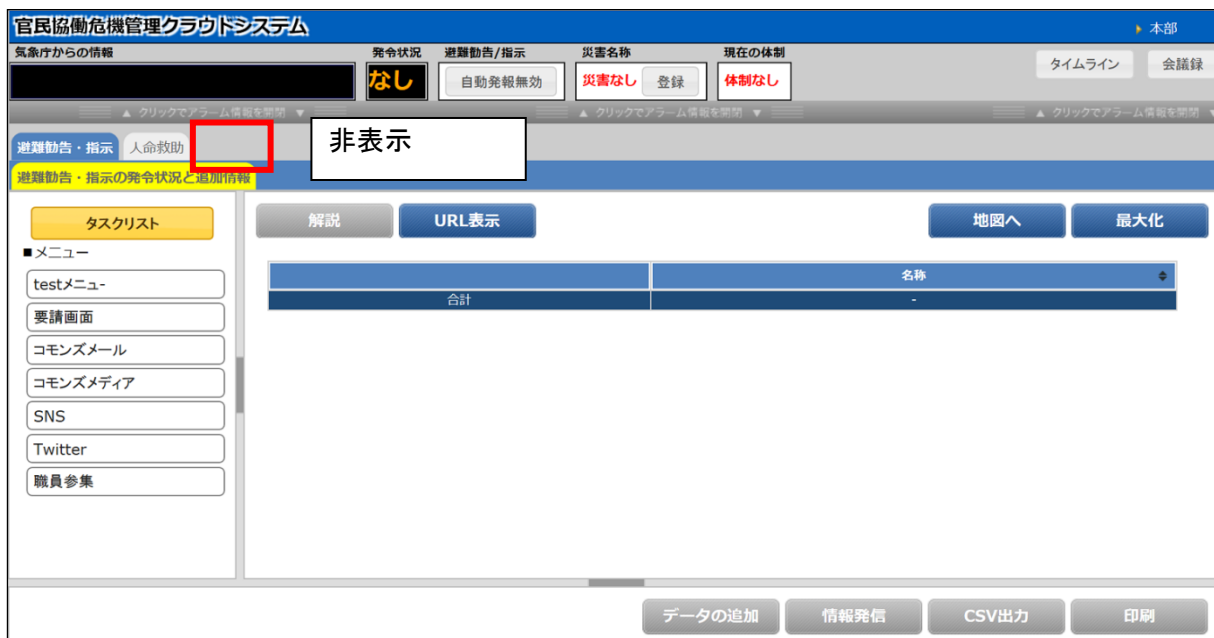 官民協働危機管理クラウドシステム
本部
気象庁からの情報 発令状況 避難勧告/指示 災害名称 現在の体制
なし 自動発報無効 災害なし 登録 体制なし タイムライン 会議録
▲ クリックでアラーム情報を開閉 ▼ ▲ クリックでアラーム情報を開閉 ▼ ▲ クリックでアラーム情報を開閉 ▼
避難勧告・指示 人命救助 非表示
避難勧告・指示の発令状況と追加情報
タスクリスト 解説 URL表示 地図へ 最大化
■メニュー
名称
合計 -
testメニュ-
要請画面
コモンズメール
コモンズメディア
SNS
Twitter
職員参集
データの追加 情報発信 CSV出力 印刷